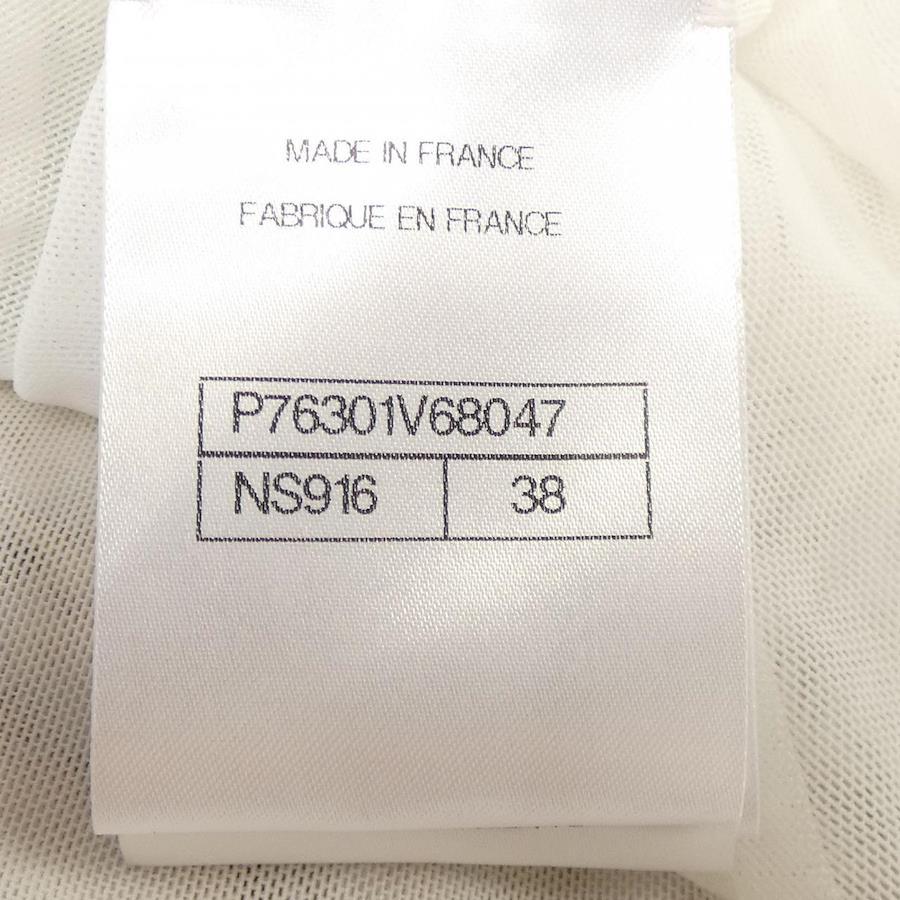 MADE IN FRANCE
FABRIQUE EN FRANCE
P76301V68047
NS916 38